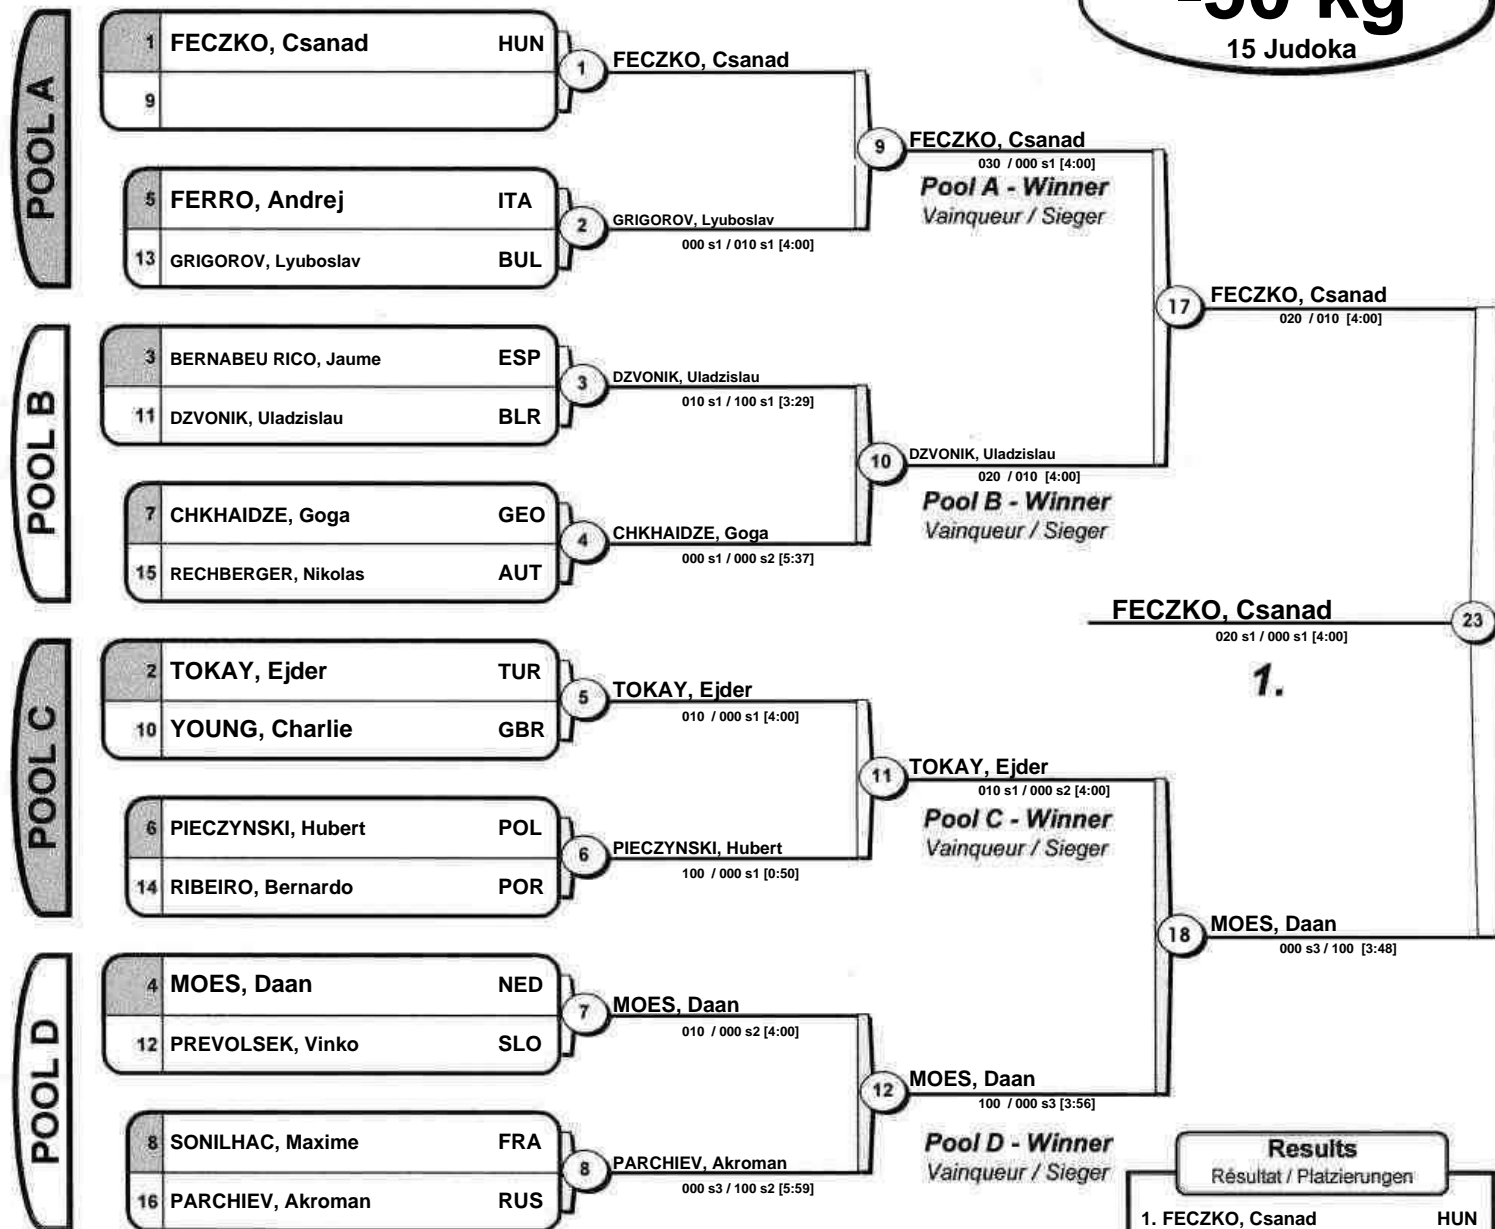 -50 kg
15 Judoka
POOL A
1 FECZKO, Csanad HUN
9
1 FECZKO, Csanad
5 FERRO, Andrej ITA
13 GRIGOROV, Lyuboslav BUL
2 GRIGOROV, Lyuboslav
000 s1 / 010 s1 [4:00]
9 FECZKO, Csanad
030 / 000 s1 [4:00]
Pool A - Winner
Vainqueur / Sieger
POOL B
3 BERNABEU RICO, Jaume ESP
11 DZVONIK, Uladzislau BLR
3 DZVONIK, Uladzislau
010 s1 / 100 s1 [3:29]
7 CHKHAIDZE, Goga GEO
15 RECHBERGER, Nikolas AUT
4 CHKHAIDZE, Goga
000 s1 / 000 s2 [5:37]
10 DZVONIK, Uladzislau
020 / 010 [4:00]
Pool B - Winner
Vainqueur / Sieger
17 FECZKO, Csanad
020 / 010 [4:00]
FECZKO, Csanad 23
020 s1 / 000 s1 [4:00]
1.
POOL C
2 TOKAY, Ejder TUR
10 YOUNG, Charlie GBR
5 TOKAY, Ejder
010 / 000 s1 [4:00]
6 PIECZYNSKI, Hubert POL
14 RIBEIRO, Bernardo POR
6 PIECZYNSKI, Hubert
100 / 000 s1 [0:50]
11 TOKAY, Ejder
010 s1 / 000 s2 [4:00]
Pool C - Winner
Vainqueur / Sieger
POOL D
4 MOES, Daan NED
12 PREVOLSEK, Vinko SLO
7 MOES, Daan
010 / 000 s2 [4:00]
8 SONILHAC, Maxime FRA
16 PARCHIEV, Akroman RUS
8 PARCHIEV, Akroman
000 s3 / 100 s2 [5:59]
12 MOES, Daan
100 / 000 s3 [3:56]
Pool D - Winner
Vainqueur / Sieger
18 MOES, Daan
000 s3 / 100 [3:48]
Results
Résultat / Platzierungen
1. FECZKO, Csanad HUN